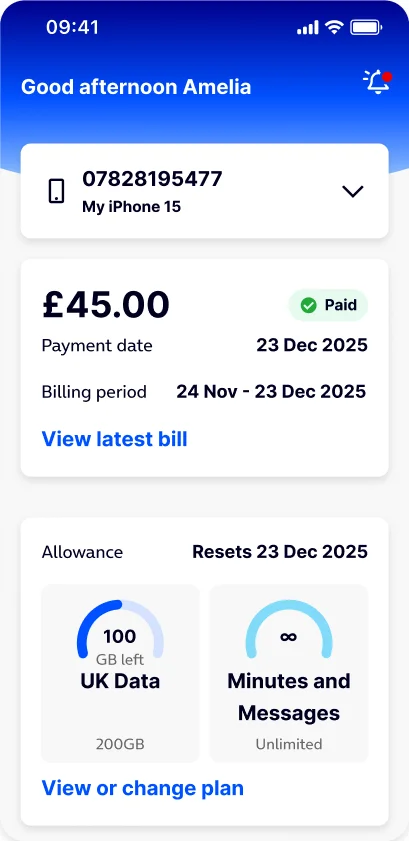 09:41
Good afternoon Amelia
07828195477
My iPhone 15
£45.00
Paid
Payment date
23 Dec 2025
Billing period
24 Nov - 23 Dec 2025
View latest bill
Allowance
Resets 23 Dec 2025
100
GB left
UK Data
200GB
∞
Minutes and
Messages
Unlimited
View or change plan